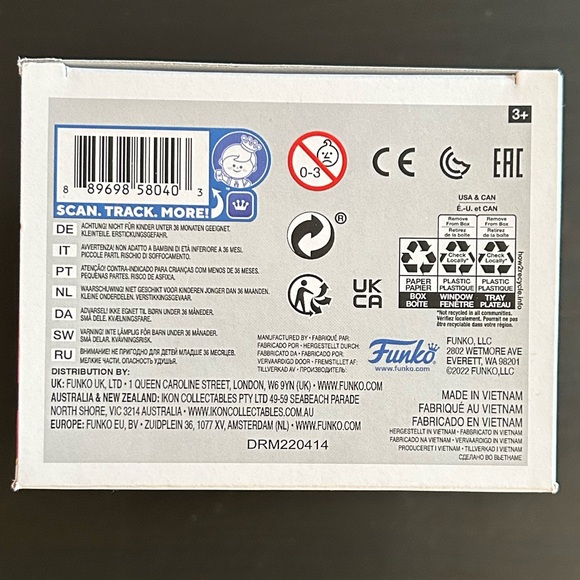 3+
8 89698 58040 3
SCAN. TRACK. MORE!
0-3
CE
EAC
®
UK
CA
USA & CAN
É.-U. et CAN
Remove From Box
Retirez de la boîte
Remove From Box
Retirez de la boîte
Check Locally*
Check Locally*
PAPER
PAPIER
PLASTIC
PLASTIQUE
PLASTIC
PLASTIQUE
BOX
BOÎTE
WINDOW
FENÊTRE
TRAY
PLATEAU
*Not recycled in all communities.
Vérifiez localement. Pourrait ne pas
être recyclable dans votre région.
how2recycle.info
DE ACHTUNG! NICHT FÜR KINDER UNTER 36 MONATEN GEEIGNET.
KLEINTEILE. ERSTICKUNGSGEFAHR.
IT AVVERTENZA! NON ADATTO A BAMBINI DI ETÀ INFERIORE A 36 MESI.
PICCOLE PARTI. RISCHIO DI SOFFOCAMENTO.
PT ATENÇÃO! CONTRA-INDICADO PARA CRIANÇAS COM MENOS DE 36 MESES.
PEQUENAS PARTES. RISCO DE ASFIXIA.
NL WAARSCHUWING! NIET GESCHIKT VOOR KINDEREN JONGER DAN 36 MAANDEN.
KLEINE ONDERDELEN. VERSTIKKINGSGEVAAR.
DA ADVARSEL! IKKE EGNET TIL BØRN UNDER 36 MÅNEDER.
SMÅ DELE. KVÆLNINGSFARE.
SW VARNING! INTE LÄMPLIG FÖR BARN UNDER 36 MÅNADER.
SMÅ DELAR. KVÄVNINGSRISK.
RU ВНИМАНИЕ! НЕ ПРИГОДНО ДЛЯ ДЕТЕЙ МЛАДШЕ 36 МЕСЯЦЕВ.
МЕЛКИЕ ЧАСТИ. ОПАСНОСТЬ УДУШЬЯ.
MANUFACTURED BY • FABRIQUÉ PAR:
FABRICADO POR • HERGESTELLT DURCH:
FABBRICATO DA • FABRICADO POR:
VERVAARDIGD DOOR • FREMSTILLET AF:
TILLVERKAD AV • ПРОИЗВОДИТЕЛЬ:
Funko
www.funko.com
FUNKO, LLC
2802 WETMORE AVE
EVERETT, WA 98201
©2022 FUNKO,LLC
DISTRIBUTION BY:
UK: FUNKO UK, LTD • 1 QUEEN CAROLINE STREET, LONDON, W6 9YN (UK) • WWW.FUNKO.COM
AUSTRALIA & NEW ZEALAND: IKON COLLECTABLES PTY LTD 49-59 SEABEACH PARADE
NORTH SHORE, VIC 3214 AUSTRALIA • WWW.IKONCOLLECTABLES.COM.AU
EUROPE: FUNKO EU, BV • ZUIDPLEIN 36, 1077 XV, AMSTERDAM (NL) • WWW.FUNKO.COM
DRM220414
MADE IN VIETNAM
FABRIQUÉ AU VIETNAM
FABRICADO EN VIETNAM
HERGESTELLT IN VIETNAM • FABBRICATO IN VIETNAM
FABRICADO NA VIETNAM • VERVAARDIGD IN VIETNAM
PRODUCERET I VIETNAM • TILLVERKAD I VIETNAM
СДЕЛАНО ВО ВЬЕТНАМЕ